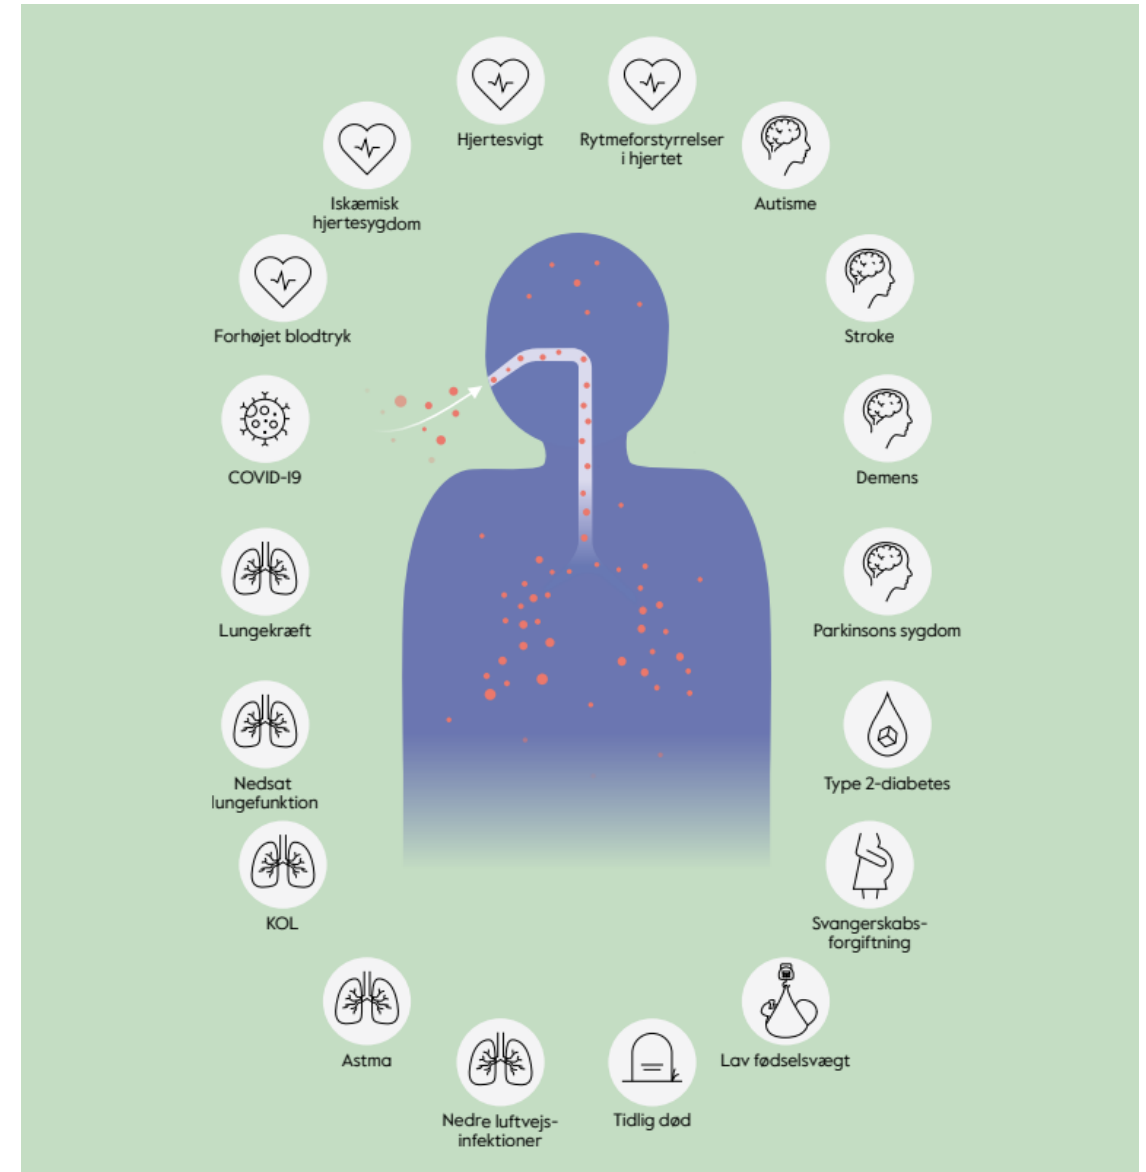 Hjertesvigt
Rytmeforstyrrelser
i hjertet
Iskæmisk
hjertesygdom
Autisme
Forhøjet blodtryk
Stroke
COVID-19
Demens
Lungekræft
Parkinsons sygdom
Nedsat
lungefunktion
Type 2-diabetes
KOL
Svangerskabs-
forgiftning
Astma
Lav fødselsvægt
Nedre luftvejs-
infektioner
Tidlig død